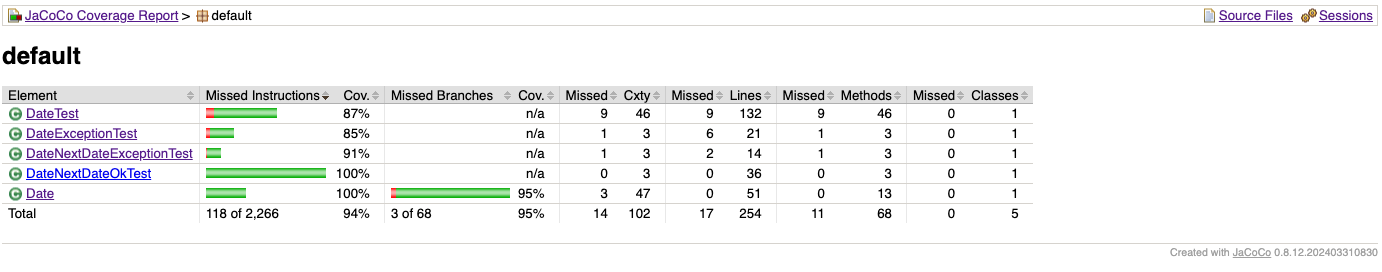 JaCoCo Coverage Report > default Source Files Sessions
default
Element Missed Instructions Cov. Missed Branches Cov. Missed Cxty Missed Lines Missed Methods Missed Classes
C DateTest 87% n/a 9 46 9 132 9 46 0 1
C DateExceptionTest 85% n/a 1 3 6 21 1 3 0 1
C DateNextDateExceptionTest 91% n/a 1 3 2 14 1 3 0 1
C DateNextDateOkTest 100% n/a 0 3 0 36 0 3 0 1
C Date 100% 95% 3 47 0 51 0 13 0 1
Total 118 of 2,266 94% 3 of 68 95% 14 102 17 254 11 68 0 5
Created with JaCoCo 0.8.12.202403310830